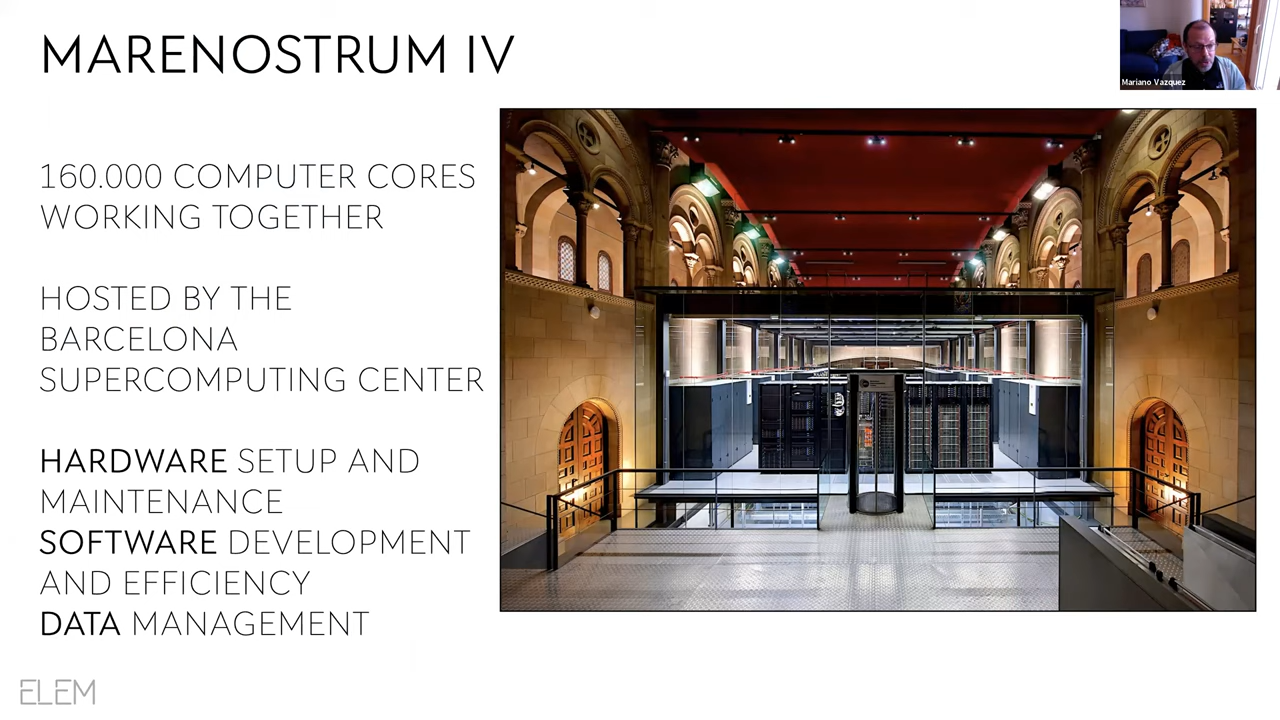 MARENOSTRUM IV
Mariano Vazquez
160.000 COMPUTER CORES
WORKING TOGETHER
HOSTED BY THE
BARCELONA
SUPERCOMPUTING CENTER
HARDWARE SETUP AND
MAINTENANCE
SOFTWARE DEVELOPMENT
AND EFFICIENCY
DATA MANAGEMENT
ELEM